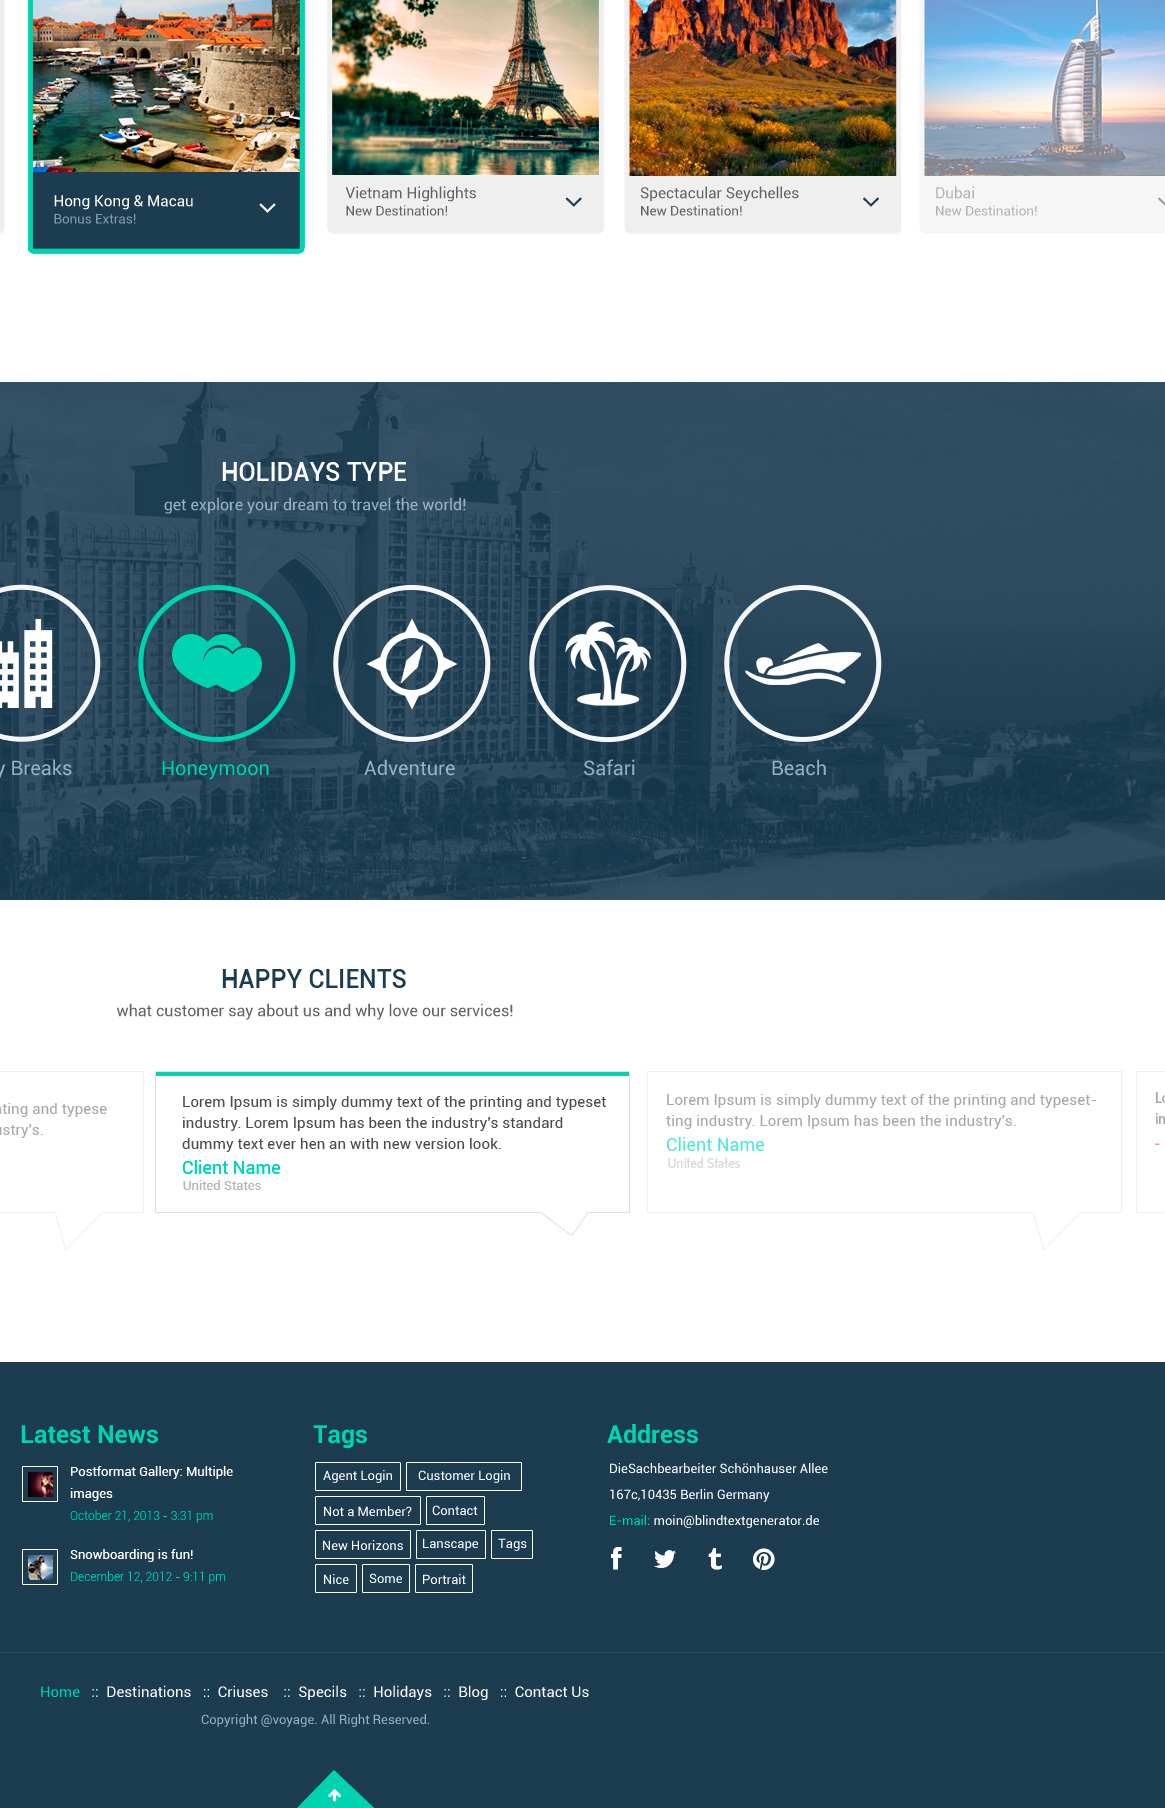 Hong Kong & Macau
Bonus Extras!
Vietnam Highlights
New Destination!
Spectacular Seychelles
New Destination!
Dubai
New Destination!
HOLIDAYS TYPE
get explore your dream to travel the world!
y Breaks
Honeymoon
Adventure
Safari
Beach
HAPPY CLIENTS
what customer say about us and why love our services!
ting and typese
stry's.
Lorem Ipsum is simply dummy text of the printing and typeset
industry. Lorem Ipsum has been the industry's standard
dummy text ever hen an with new version look.
Client Name
United States
Lorem Ipsum is simply dummy text of the printing and typeset-
ting industry. Lorem Ipsum has been the industry's.
Client Name
United States
Lo
in
-
Latest News
Postformat Gallery: Multiple
images
October 21, 2013 - 3:31 pm
Snowboarding is fun!
December 12, 2012 - 9:11 pm
Tags
Agent Login
Customer Login
Not a Member?
Contact
New Horizons
Lanscape
Tags
Nice
Some
Portrait
Address
DieSachbearbeiter Schönhauser Allee
167c,10435 Berlin Germany
E-mail: moin@blindtextgenerator.de
Home :: Destinations :: Criuses :: Specils :: Holidays :: Blog :: Contact Us
Copyright @voyage. All Right Reserved.